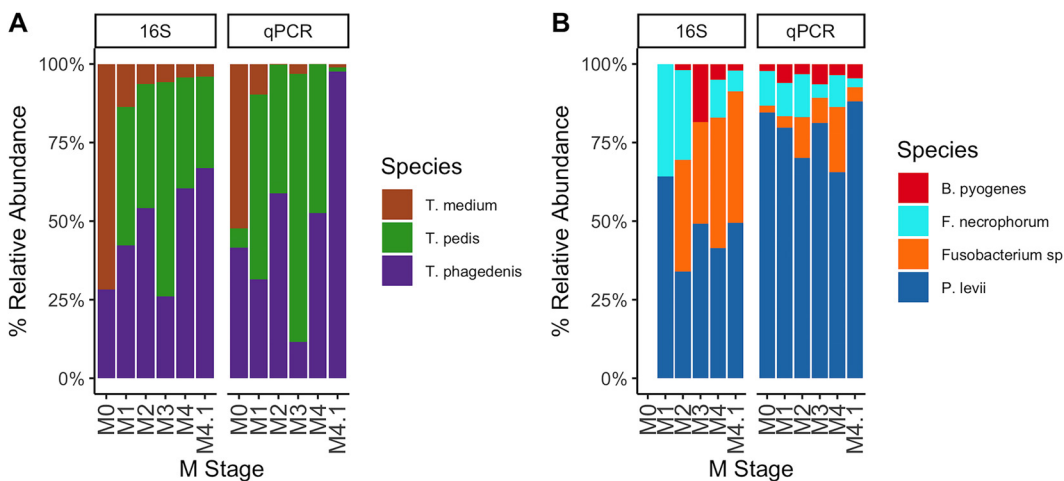 A
16S
qPCR
% Relative Abundance
100%
75%
50%
25%
0%
M0
M1
M2
M3
M4
M4.1
M0
M1
M2
M3
M4
M4.1
M Stage
Species
T. medium
T. pedis
T. phagedenis
B
16S
qPCR
% Relative Abundance
100%
75%
50%
25%
0%
M0
M1
M2
M3
M4
M4.1
M0
M1
M2
M3
M4
M4.1
M Stage
Species
B. pyogenes
F. necrophorum
Fusobacterium sp
P. levii